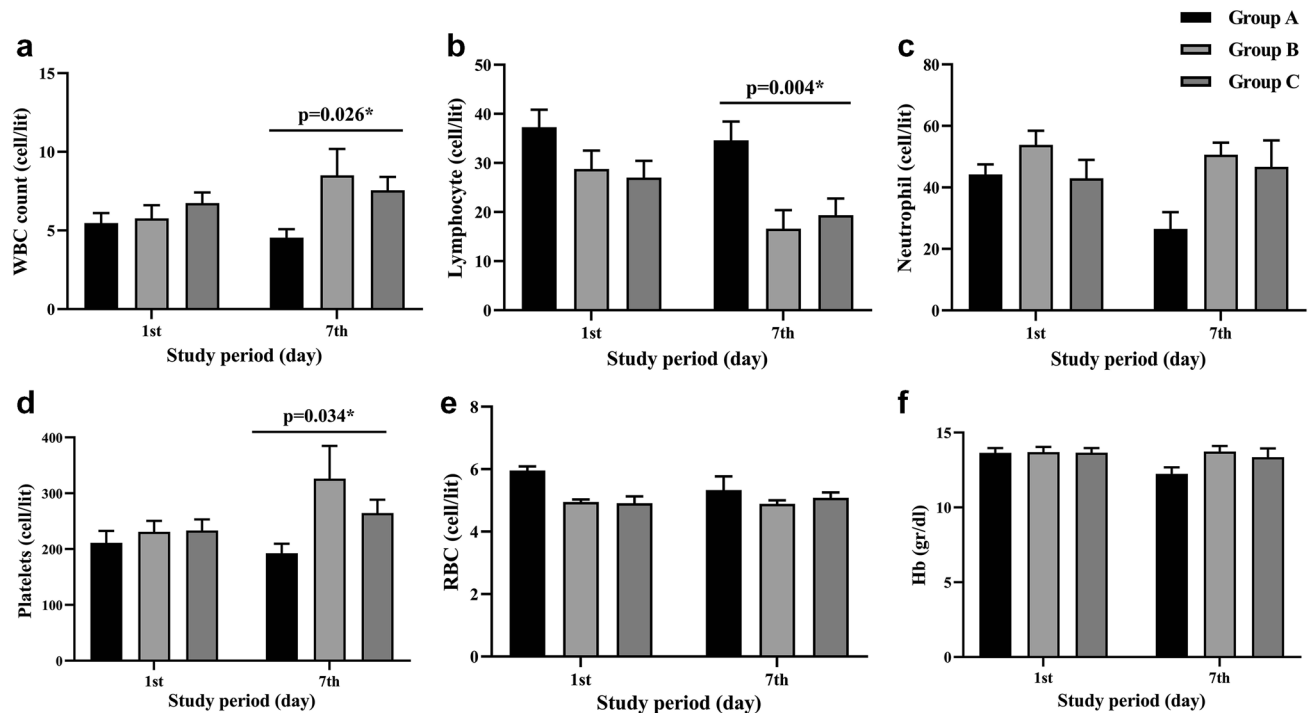 Group A
Group B
Group C
a
WBC count (cell/lit)
15
10
5
0
p=0.026*
1st
7th
Study period (day)
b
Lymphocyte (cell/lit)
50
40
30
20
10
0
p=0.004*
1st
7th
Study period (day)
c
Neutrophil (cell/lit)
80
60
40
20
0
1st
7th
Study period (day)
d
Platelets (cell/lit)
400
300
200
100
0
p=0.034*
1st
7th
Study period (day)
e
RBC (cell/lit)
8
6
4
2
0
1st
7th
Study period (day)
f
Hb (gr/dl)
15
10
5
0
1st
7th
Study period (day)